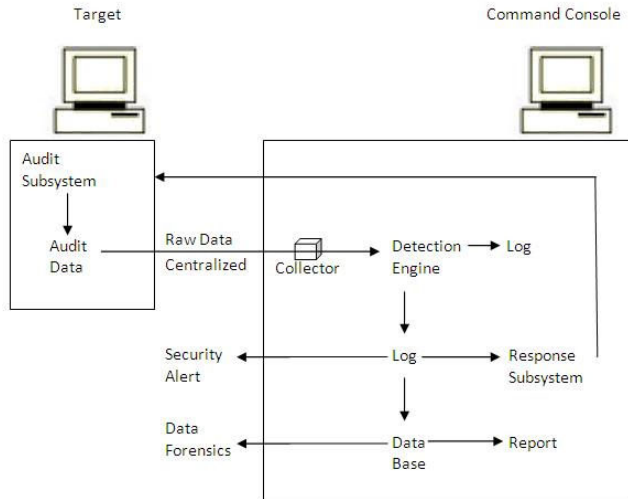 Target
Command Console
Audit
Subsystem
Audit
Data
Raw Data
Centralized
Collector
Detection
Engine
Log
Security
Alert
Log
Response
Subsystem
Data
Forensics
Data
Base
Report